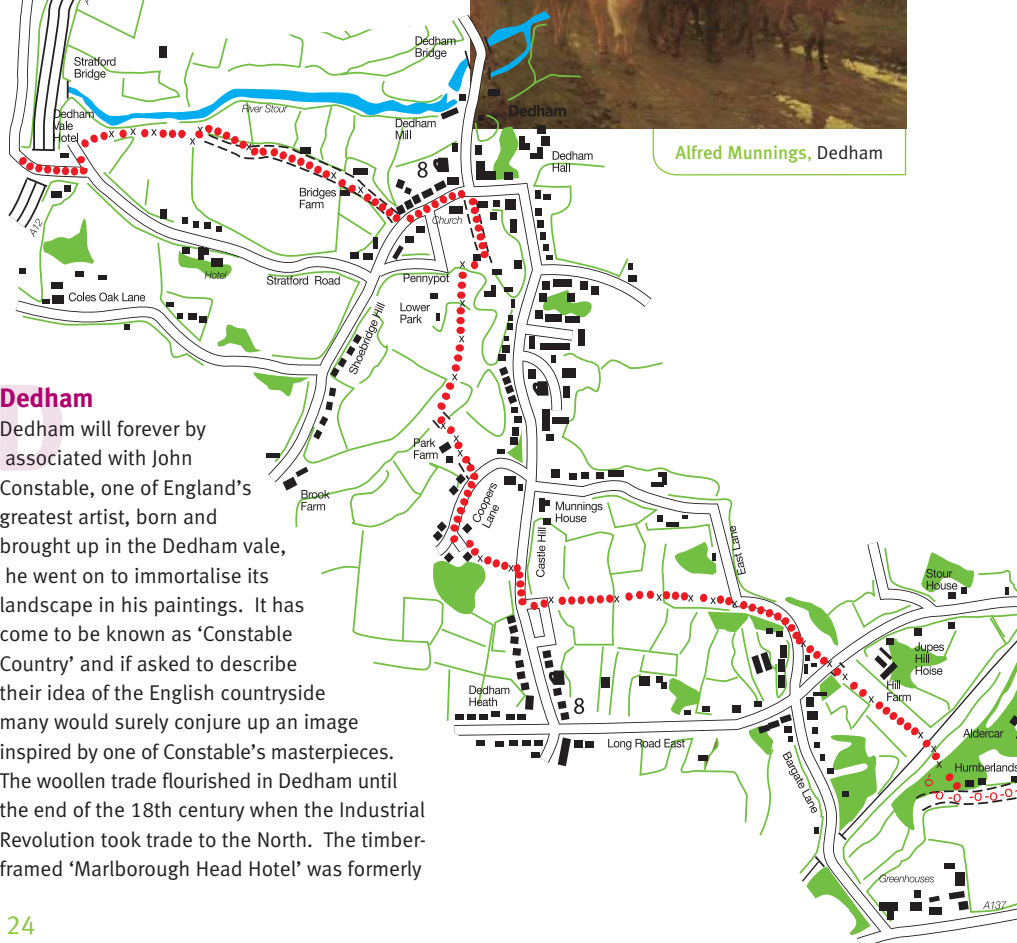 Stratford
Bridge
Dedham
Bridge
Dedham
Vale
Hotel
River Stour
Dedham
Mill
Dedham
Dedham
Hall
Alfred Munnings, Dedham
8
Bridges
Farm
Church
A12
Hotel
Stratford Road
Pennypot
Coles Oak Lane
Lower
Park
Shoebridge Hill
Park
Farm
Brook
Farm
Coopers
Lane
Munnings
House
Castle Hill
East Lane
Stour
House
Jupes
Hill
Hoise
Hill
Farm
Dedham
Heath
8
Long Road East
Bargate Lane
Aldercar
Humberlands
Greenhouses
A137
D
Dedham
Dedham will forever by
associated with John
Constable, one of England’s
greatest artist, born and
brought up in the Dedham vale,
he went on to immortalise its
landscape in his paintings. It has
come to be known as ‘Constable
Country’ and if asked to describe
their idea of the English countryside
many would surely conjure up an image
inspired by one of Constable’s masterpieces.
The woollen trade flourished in Dedham until
the end of the 18th century when the Industrial
Revolution took trade to the North. The timber-
framed ‘Marlborough Head Hotel’ was formerly
24